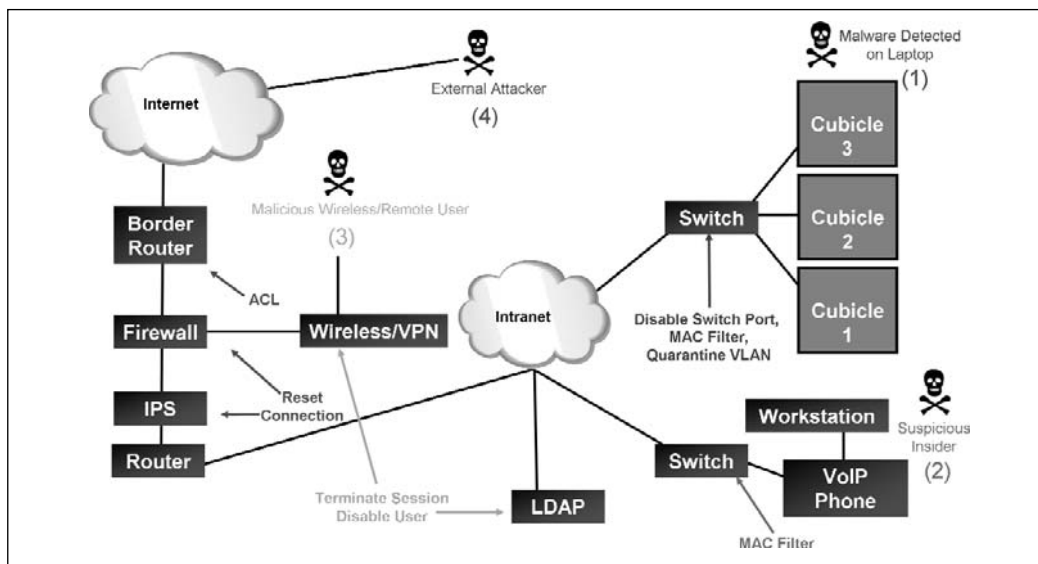 Internet
External Attacker
(4)
Malware Detected
on Laptop
(1)
Cubicle
3
Cubicle
2
Cubicle
1
Malicious Wireless/Remote User
(3)
Border
Router
ACL
Firewall
Wireless/VPN
Reset
Connection
IPS
Router
Intranet
Switch
Disable Switch Port,
MAC Filter,
Quarantine VLAN
Terminate Session
Disable User
LDAP
Switch
MAC Filter
Workstation
VoIP
Phone
Suspicious
Insider
(2)